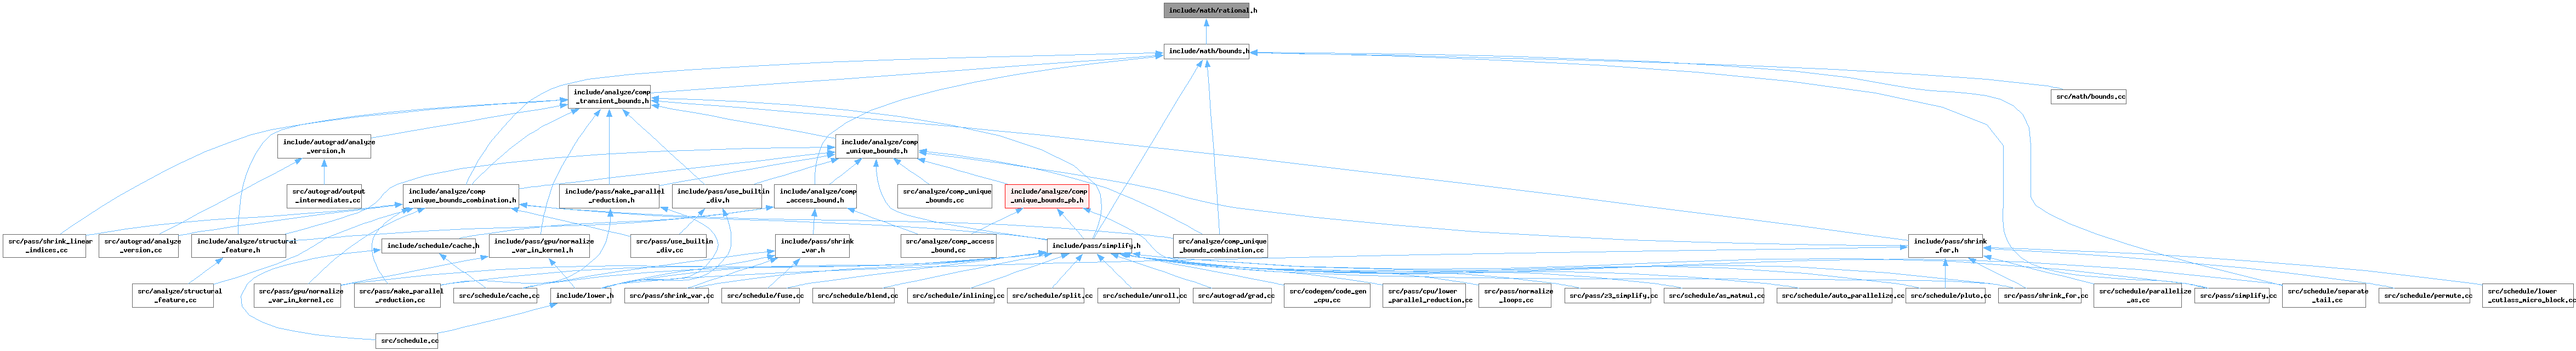 include/math/rational.h
include/math/bounds.h
include/analyze/comp
_transient_bounds.h
src/math/bounds.cc
include/autograd/analyze
_version.h
include/analyze/comp
_unique_bounds.h
src/autograd/output
_intermediates.cc
include/analyze/comp
_unique_bounds_combination.h
include/pass/make_parallel
_reduction.h
include/pass/use_builtin
_div.h
include/analyze/comp
_access_bound.h
src/analyze/comp_unique
_bounds.cc
include/analyze/comp
_unique_bounds_pb.h
src/pass/shrink_linear
_indices.cc
src/autograd/analyze
_version.cc
include/analyze/structural
_feature.h
include/schedule/cache.h
include/pass/gpu/normalize
_var_in_kernel.h
src/pass/use_builtin
_div.cc
include/pass/shrink
_var.h
src/analyze/comp_access
_bound.cc
include/pass/simplify.h
src/analyze/comp_unique
_bounds_combination.cc
include/pass/shrink
_for.h
src/analyze/structural
_feature.cc
src/pass/gpu/normalize
_var_in_kernel.cc
src/pass/make_parallel
_reduction.cc
src/schedule/cache.cc
include/lower.h
src/pass/shrink_var.cc
src/schedule/fuse.cc
src/schedule/blend.cc
src/schedule/inlining.cc
src/schedule/split.cc
src/schedule/unroll.cc
src/autograd/grad.cc
src/codegen/code_gen
_cpu.cc
src/pass/cpu/lower
_parallel_reduction.cc
src/pass/normalize
_loops.cc
src/pass/z3_simplify.cc
src/schedule/as_matmul.cc
src/schedule/auto_parallelize.cc
src/schedule/pluto.cc
src/pass/shrink_for.cc
src/schedule/parallelize
_as.cc
src/pass/simplify.cc
src/schedule/separate
_tail.cc
src/schedule/permute.cc
src/schedule/lower
_cutlass_micro_block.cc
src/schedule.cc